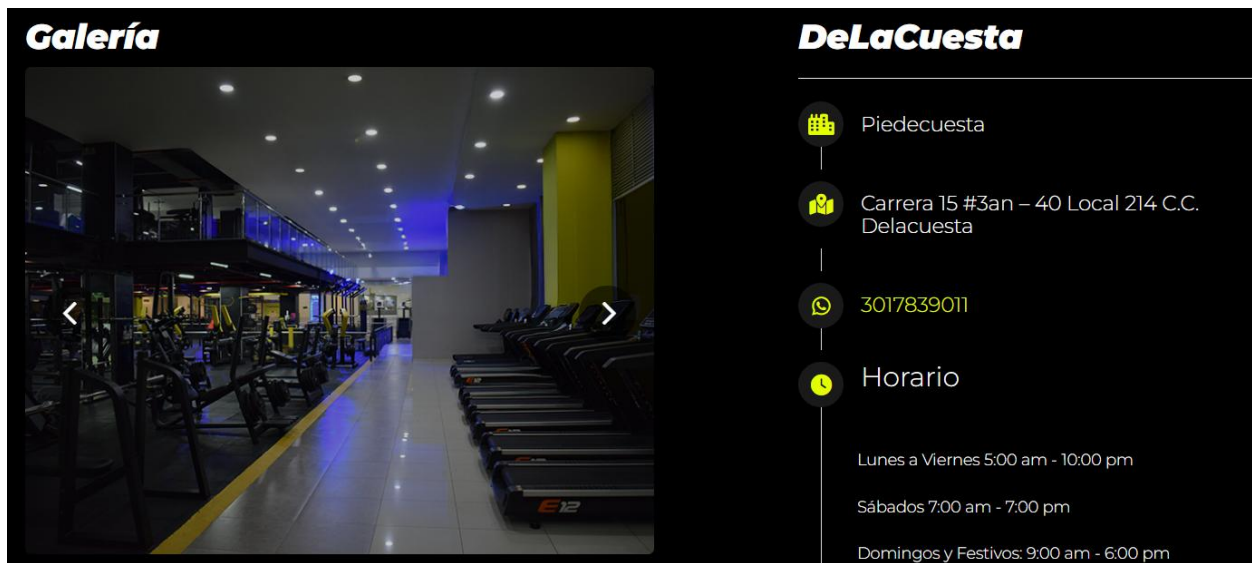 Galería
E12
DeLaCuesta
Piedecuesta
Carrera 15 #3an – 40 Local 214 C.C.
Delacuesta
3017839011
Horario
Lunes a Viernes 5:00 am - 10:00 pm
Sábados 7:00 am - 7:00 pm
Domingos y Festivos: 9:00 am - 6:00 pm